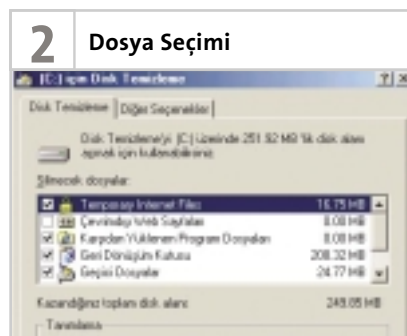 2 Dosya Seçimi
(C:) için Disk Temizleme
Disk Temizleme Diğer Seçenekler
Disk Temizleme'yi (C:) üzerinde 251.92 MB'lik disk alanı
açmak için kullanabilirsiniz.
Silinecek dosyalar:
Temporary Internet Files 16.75 MB
Çevrimdışı Web Sayfaları 0.00 MB
Karşıdan Yüklenen Program Dosyaları 0.00 MB
Geri Dönüşüm Kutusu 208.32 MB
Geçici Dosyalar 24.77 MB
Kazandığınız toplam disk alanı: 249.85 MB
Tanımlama